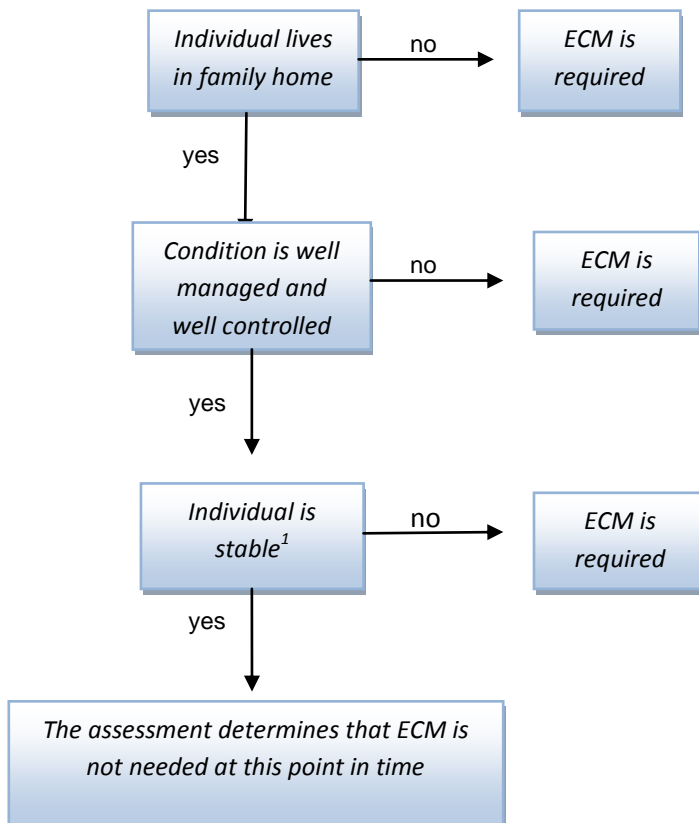 Individual lives
in family home
no
ECM is
required
yes
Condition is well
managed and
well controlled
no
ECM is
required
yes
Individual is
stable¹
no
ECM is
required
yes
The assessment determines that ECM is
not needed at this point in time